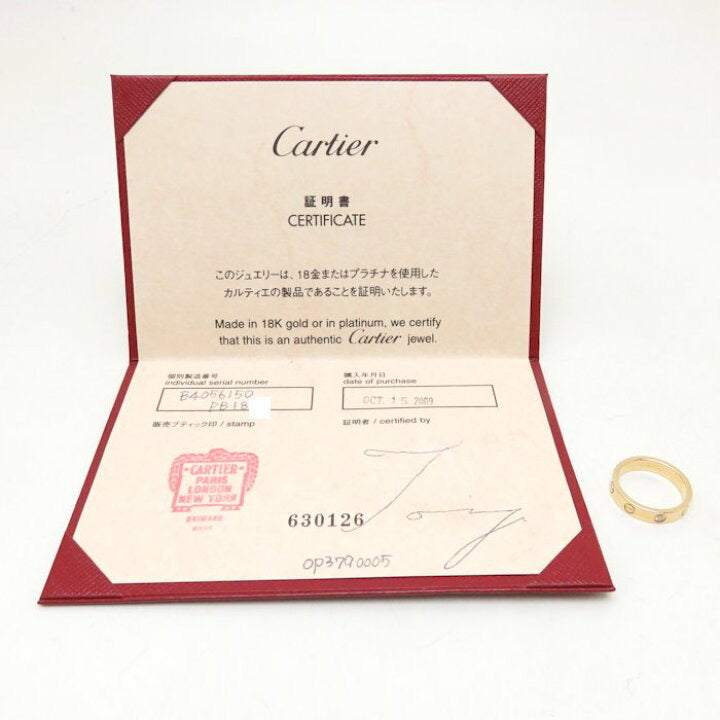 Cartier
証明書
CERTIFICATE
このジュエリーは、18金またはプラチナを使用した
カルティエの製品であることを証明いたします。
Made in 18K gold or in platinum, we certify
that this is an authentic Cartier jewel.
個別製造番号
individual serial number
B4056150
PB18
購入年月日
date of purchase
OCT. 15. 2009
販売ブティック印 / stamp
証明者 / certified by
CARTIER
PARIS
LONDON
NEW YORK
630126
OP3790005